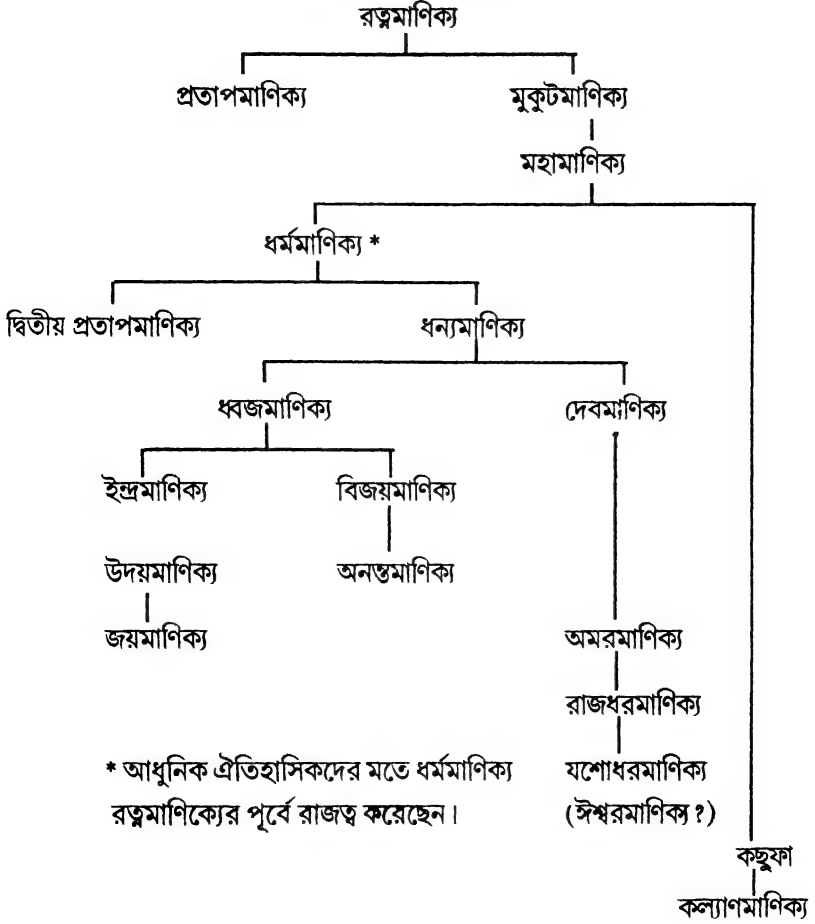 রত্নমাণিক্য
প্রতাপমাণিক্য মুকুটমাণিক্য
মহামাণিক্য
ধর্মমাণিক্য *
দ্বিতীয় প্রতাপমাণিক্য ধন্যমাণিক্য
ধ্বজমাণিক্য দেবমাণিক্য
ইন্দ্রমাণিক্য বিজয়মাণিক্য
উদয়মাণিক্য অনন্তমাণিক্য
জয়মাণিক্য অমরমাণিক্য
রাজধরমাণিক্য
* আধুনিক ঐতিহাসিকদের মতে ধর্মমাণিক্য যশোধরমাণিক্য
রত্নমাণিক্যের পূর্বে রাজত্ব করেছেন। (ঈশ্বরমাণিক্য?)
কছুফা
কল্যাণমাণিক্য